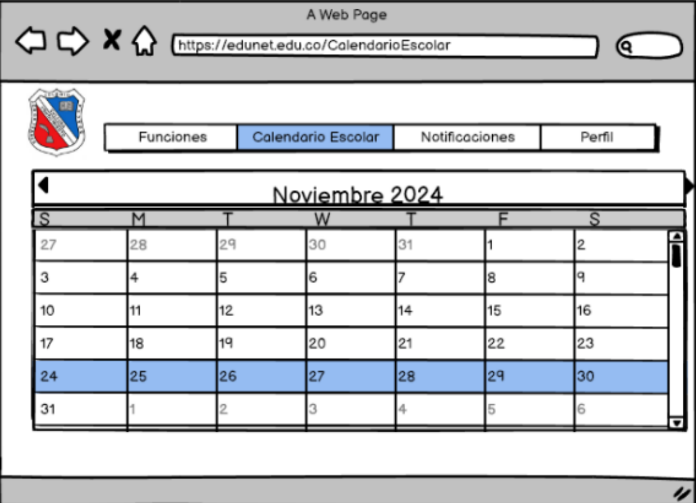 A Web Page
https://edunet.edu.co/CalendarioEscolar
Funciones Calendario Escolar Notificaciones Perfil
Noviembre 2024
S M T W T F S
27 28 29 30 31 1 2
3 4 5 6 7 8 9
10 11 12 13 14 15 16
17 18 19 20 21 22 23
24 25 26 27 28 29 30
31 1 2 3 4 5 6